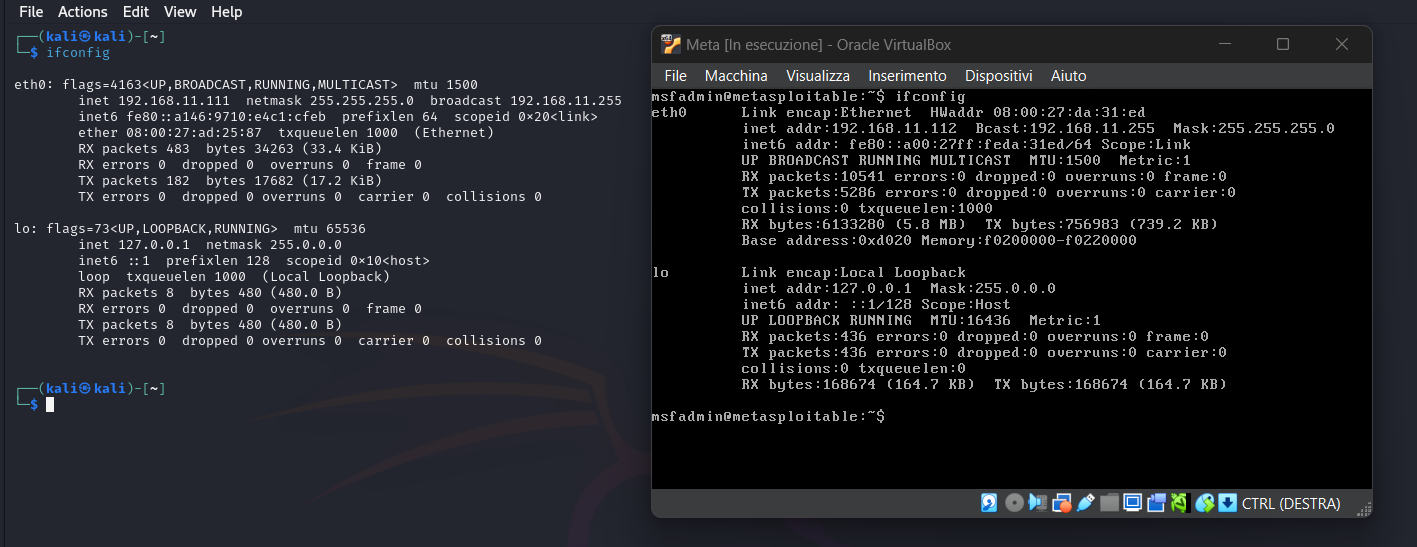 File Actions Edit View Help
┌──(kali㉿kali)-[~]
└─$ ifconfig
eth0: flags=4163<UP,BROADCAST,RUNNING,MULTICAST>  mtu 1500
        inet 192.168.11.111  netmask 255.255.255.0  broadcast 192.168.11.255
        inet6 fe80::a146:9710:e4c1:cfeb  prefixlen 64  scopeid 0×20<link>
        ether 08:00:27:ad:25:87  txqueuelen 1000  (Ethernet)
        RX packets 483  bytes 34263 (33.4 KiB)
        RX errors 0  dropped 0  overruns 0  frame 0
        TX packets 182  bytes 17682 (17.2 KiB)
        TX errors 0  dropped 0 overruns 0  carrier 0  collisions 0
lo: flags=73<UP,LOOPBACK,RUNNING>  mtu 65536
        inet 127.0.0.1  netmask 255.0.0.0
        inet6 ::1  prefixlen 128  scopeid 0×10<host>
        loop  txqueuelen 1000  (Local Loopback)
        RX packets 8  bytes 480 (480.0 B)
        RX errors 0  dropped 0  overruns 0  frame 0
        TX packets 8  bytes 480 (480.0 B)
        TX errors 0  dropped 0 overruns 0  carrier 0  collisions 0
┌──(kali㉿kali)-[~]
└─$
Meta [In esecuzione] - Oracle VirtualBox
File Macchina Visualizza Inserimento Dispositivi Aiuto
msfadmin@metasploitable:~$ ifconfig
eth0      Link encap:Ethernet  HWaddr 08:00:27:da:31:ed
          inet addr:192.168.11.112  Bcast:192.168.11.255  Mask:255.255.255.0
          inet6 addr: fe80::a00:27ff:feda:31ed/64 Scope:Link
          UP BROADCAST RUNNING MULTICAST  MTU:1500  Metric:1
          RX packets:10541 errors:0 dropped:0 overruns:0 frame:0
          TX packets:5286 errors:0 dropped:0 overruns:0 carrier:0
          collisions:0 txqueuelen:1000
          RX bytes:6133280 (5.8 MB)  TX bytes:756983 (739.2 KB)
          Base address:0xd020 Memory:f0200000-f0220000
lo        Link encap:Local Loopback
          inet addr:127.0.0.1  Mask:255.0.0.0
          inet6 addr: ::1/128 Scope:Host
          UP LOOPBACK RUNNING  MTU:16436  Metric:1
          RX packets:436 errors:0 dropped:0 overruns:0 frame:0
          TX packets:436 errors:0 dropped:0 overruns:0 carrier:0
          collisions:0 txqueuelen:0
          RX bytes:168674 (164.7 KB)  TX bytes:168674 (164.7 KB)
msfadmin@metasploitable:~$
CTRL (DESTRA)